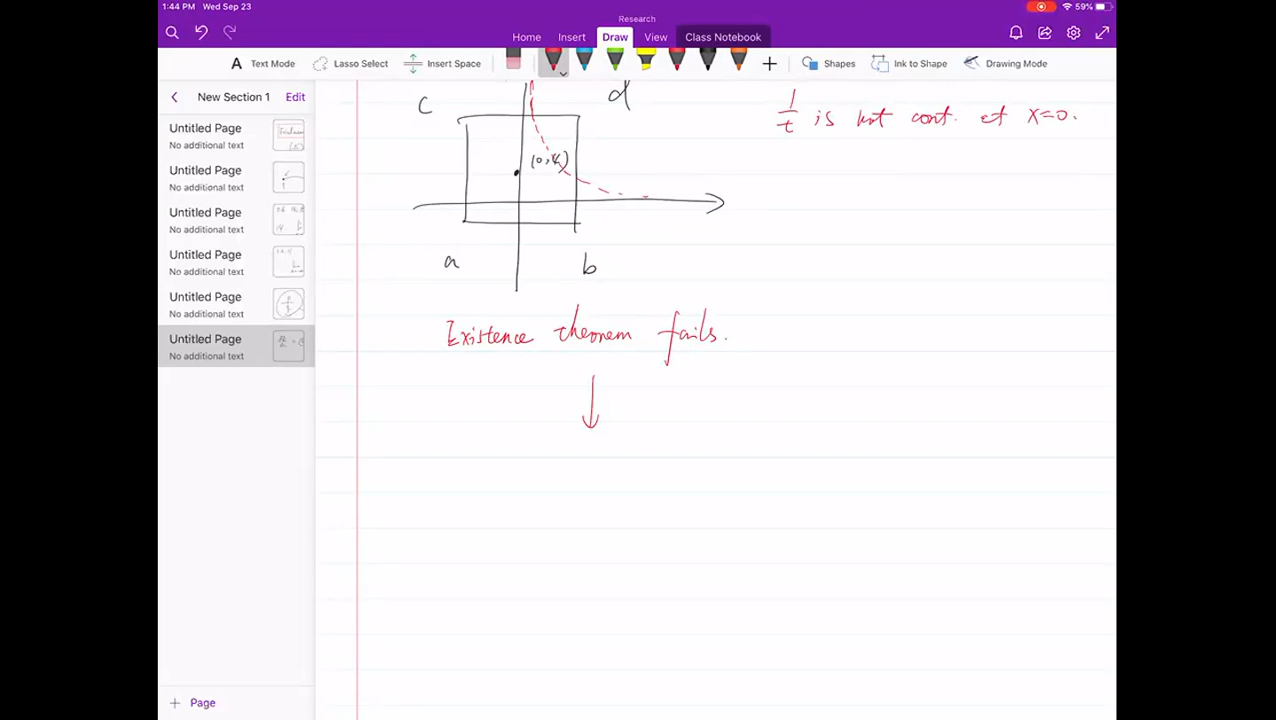 1:44 PM Wed Sep 23
59%
Research
Home Insert Draw View Class Notebook
A Text Mode Lasso Select Insert Space Shapes Ink to Shape Drawing Mode
New Section 1 Edit
Untitled Page
No additional text
Untitled Page
No additional text
Untitled Page
No additional text
Untitled Page
No additional text
Untitled Page
No additional text
Untitled Page
No additional text
+ Page
c d
1/t is not cont. at x=0.
a b
Existence theorem fails.